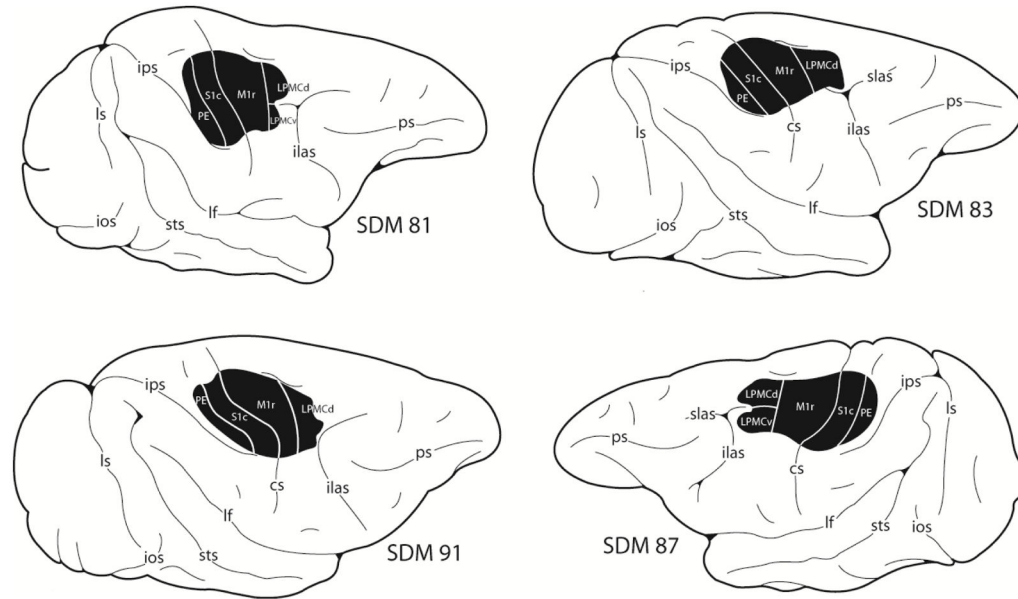 ips
S1c
M1r
LPMCd
PE
LPMCv
ls
ps
ilas
ios
lf
sts
SDM 81
ips
S1c
M1r
LPMCd
slas
PE
ps
ls
cs
ilas
ios
sts
lf
SDM 83
ips
PE
S1c
M1r
LPMCd
ls
cs
ilas
ps
lf
ios
sts
SDM 91
LPMCd
M1r
S1c
PE
ips
ls
slas
LPMCv
ps
ilas
cs
lf
sts
ios
SDM 87